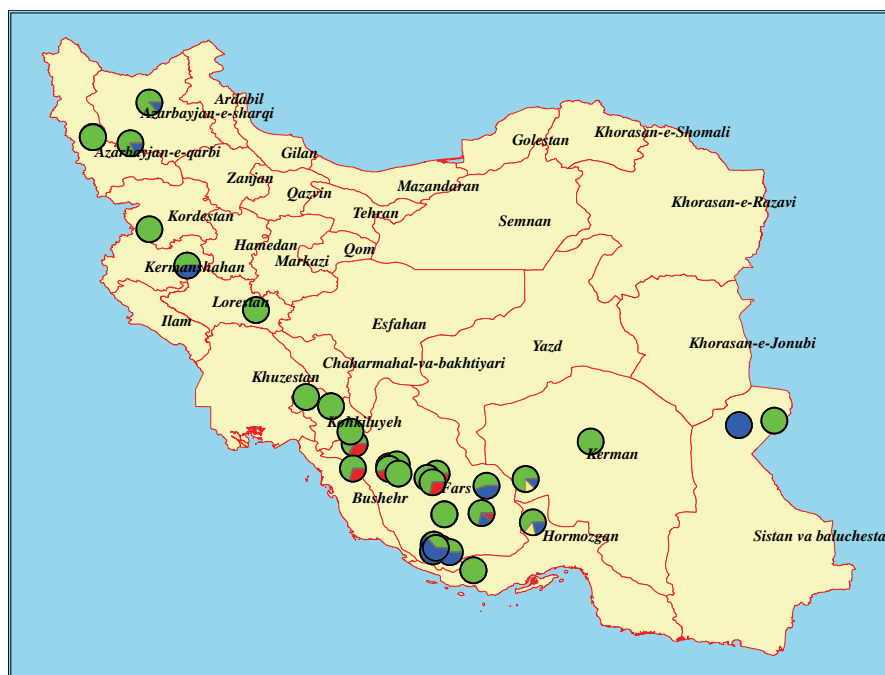 Ardabil
Azarbayjan-e-sharqi
Azarbayjan-e-qarbi
Gilan
Golestan
Khorasan-e-Shomali
Zanjan
Qazvin
Mazandaran
Khorasan-e-Razavi
Kordestan
Tehran
Semnan
Hamedan
Qom
Markazi
Kermanshahan
Lorestan
Ilam
Esfahan
Yazd
Khorasan-e-Jonubi
Chaharmahal-va-bakhtiyari
Khuzestan
Kohkiluyeh
Kerman
Fars
Bushehr
Hormozgan
Sistan va baluchesta